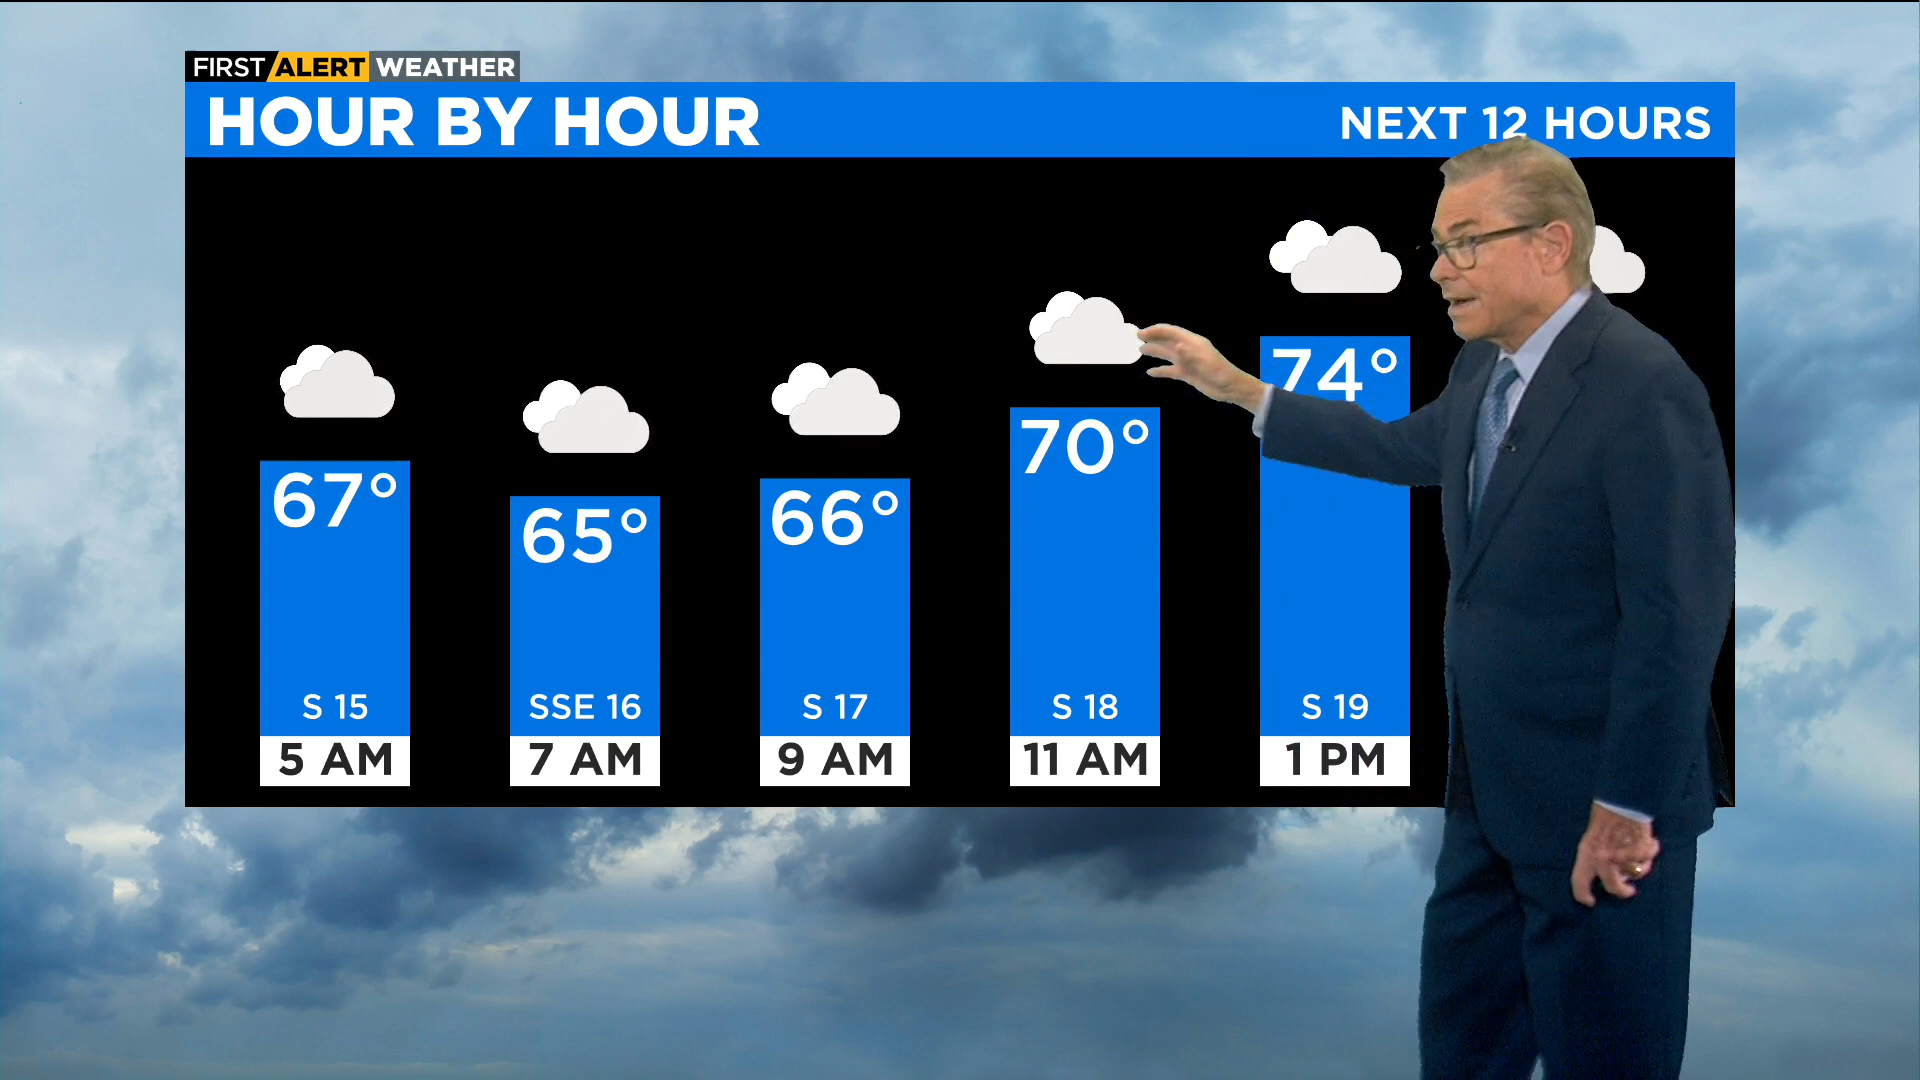 FIRST ALERT WEATHER
HOUR BY HOUR
NEXT 12 HOURS
67°
65°
66°
70°
74°
S 15
SSE 16
S 17
S 18
S 19
5 AM
7 AM
9 AM
11 AM
1 PM